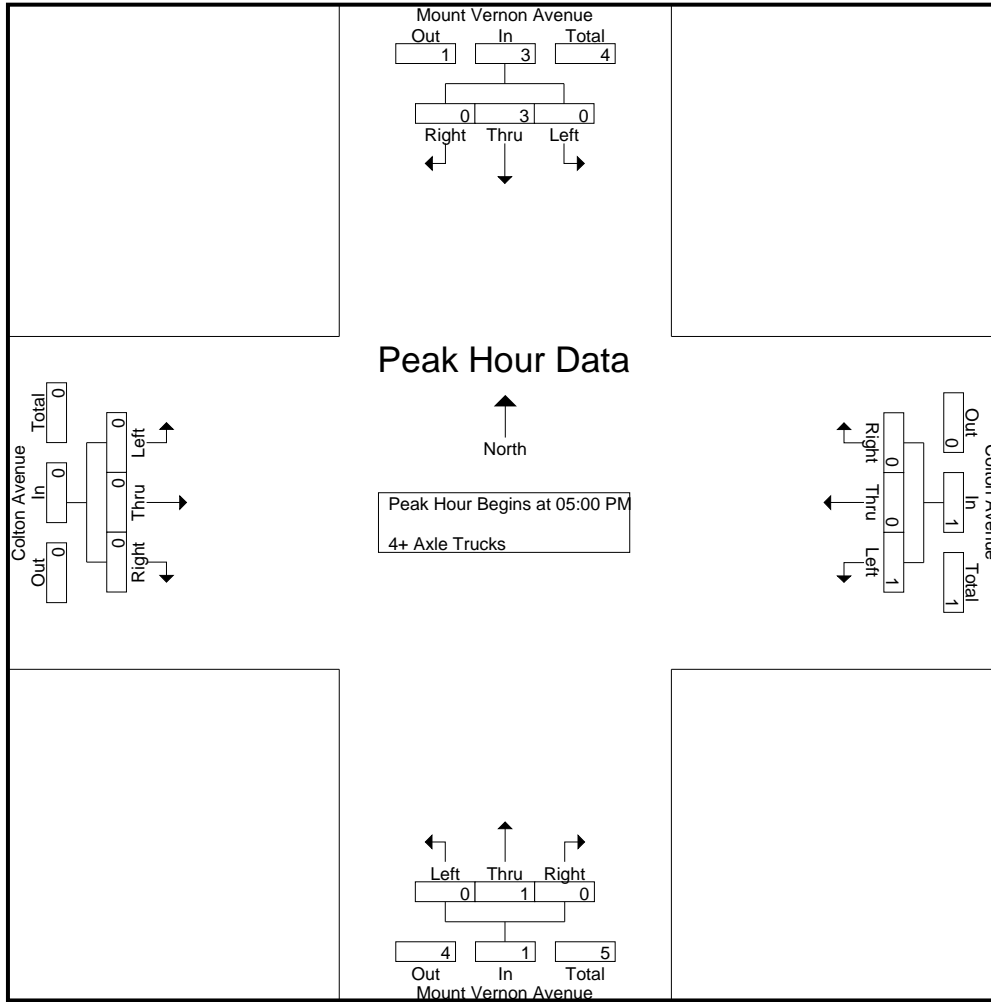 Mount Vernon Avenue
Out In Total
1 3 4
0 3 0
Right Thru Left
Peak Hour Data
North
Peak Hour Begins at 05:00 PM
4+ Axle Trucks
Colton Avenue
Total In Out
0 0 0
0 0 0
Left Thru Right
Right Thru Left
0 0 1
0 1 1
Out In Total
Colton Avenue
Left Thru Right
0 1 0
4 1 5
Out In Total
Mount Vernon Avenue